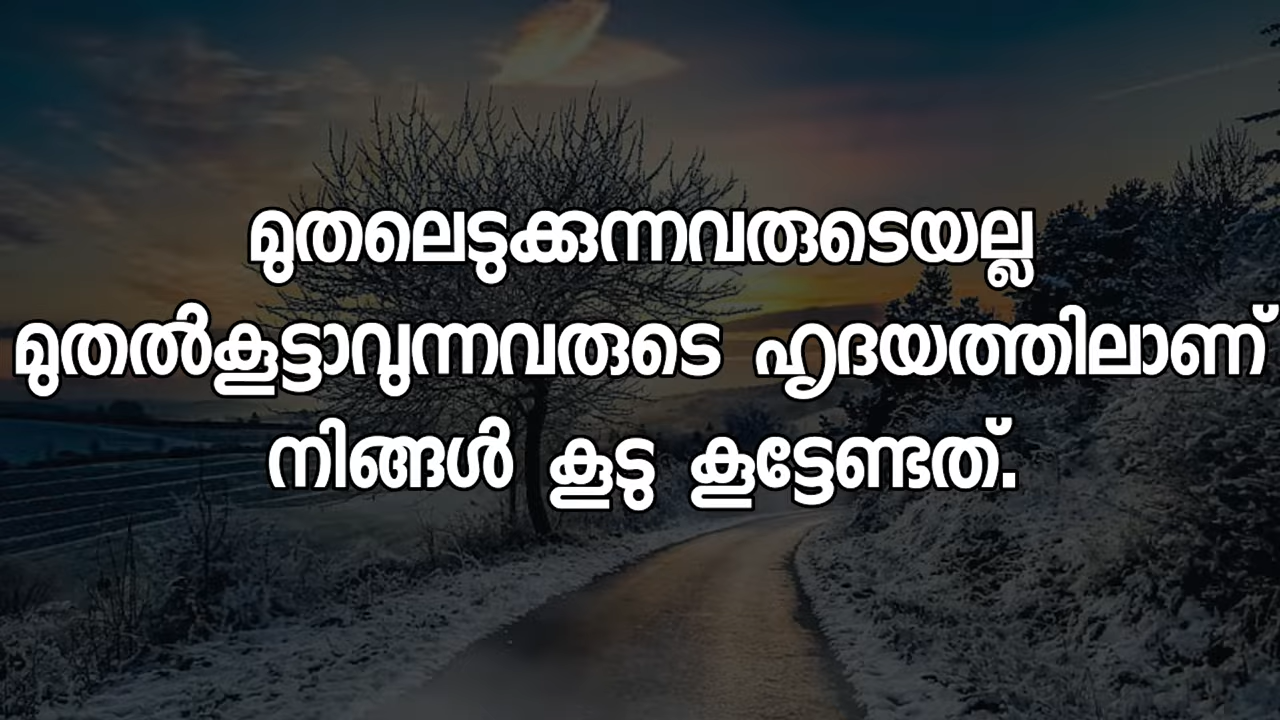 മുതലെടുക്കുന്നവരുടെയല്ല
മുതൽകൂട്ടാവുന്നവരുടെ ഹൃദയത്തിലാണ്
നിങ്ങൾ കൂടു കൂട്ടേണ്ടത്.